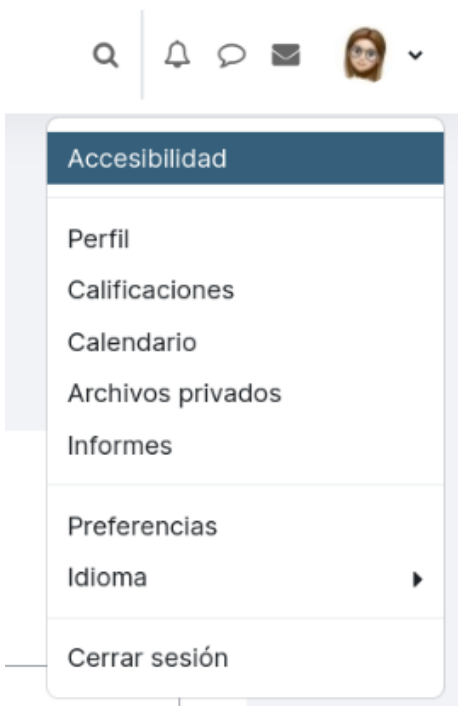 Accesibilidad
Perfil
Calificaciones
Calendario
Archivos privados
Informes
Preferencias
Idioma
Cerrar sesión